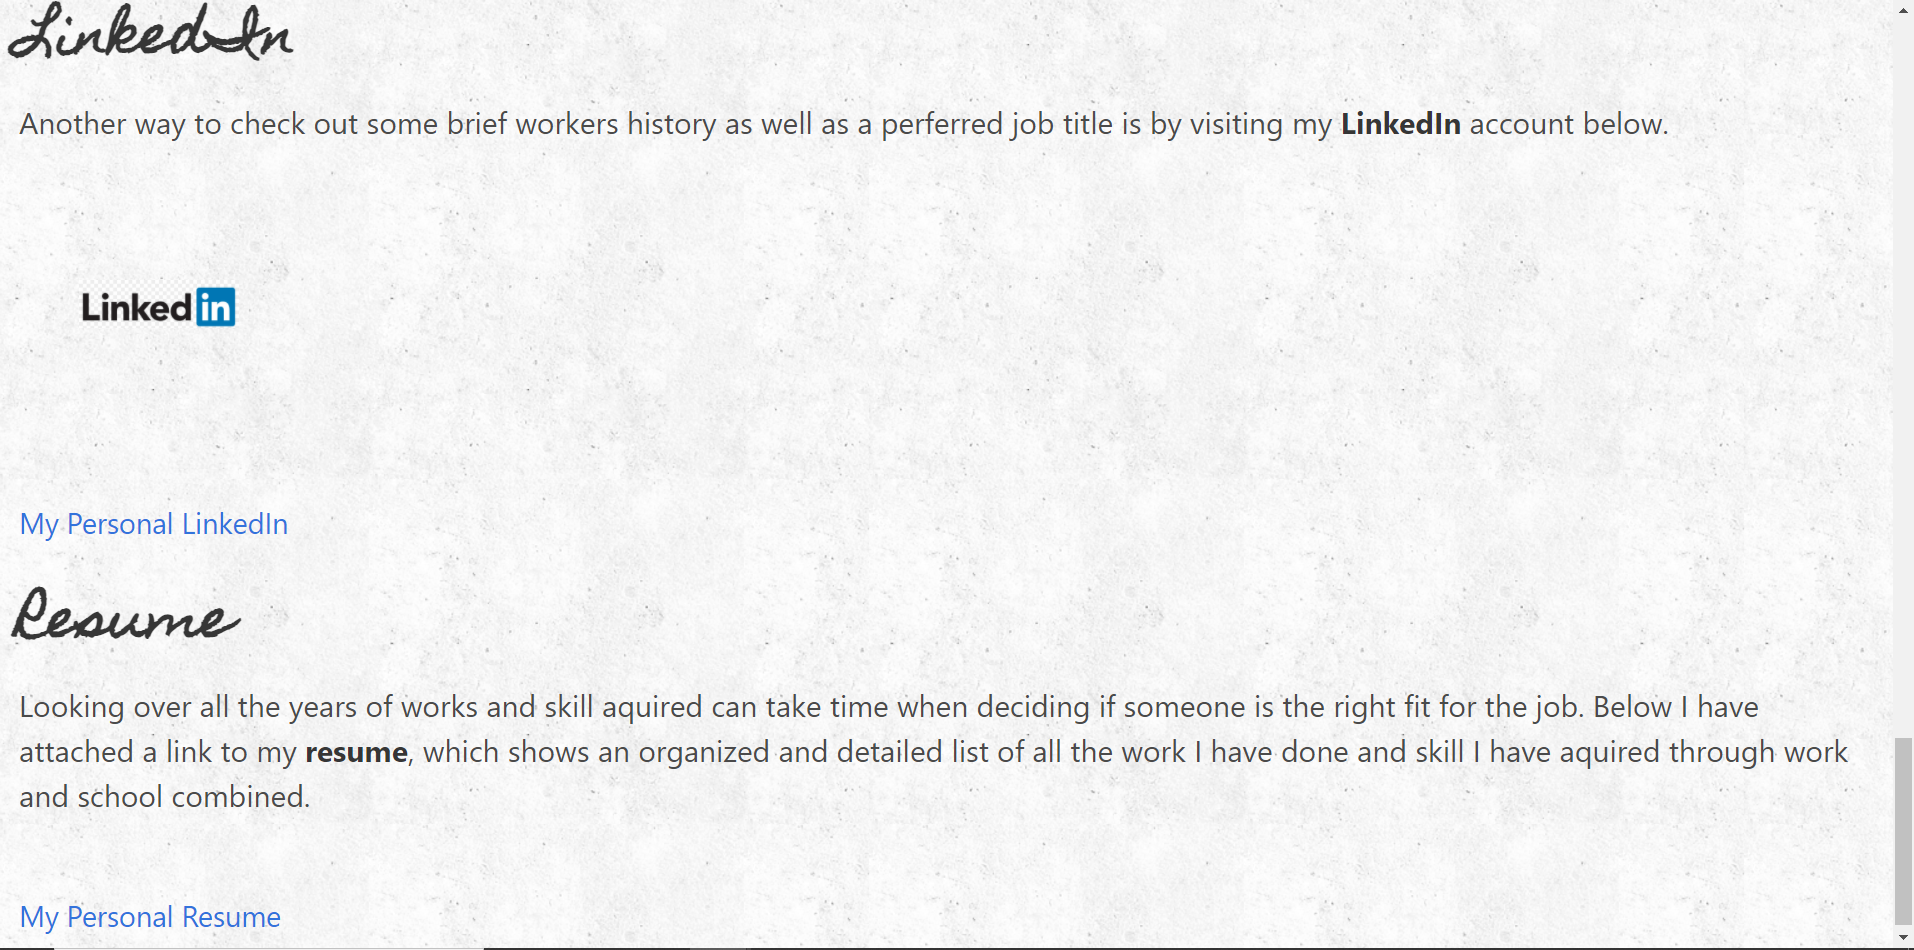 LinkedIn
Another way to check out some brief workers history as well as a perferred job title is by visiting my LinkedIn account below.
Linked in
My Personal LinkedIn
Resume
Looking over all the years of works and skill aquired can take time when deciding if someone is the right fit for the job. Below I have
attached a link to my resume, which shows an organized and detailed list of all the work I have done and skill I have aquired through work
and school combined.
My Personal Resume